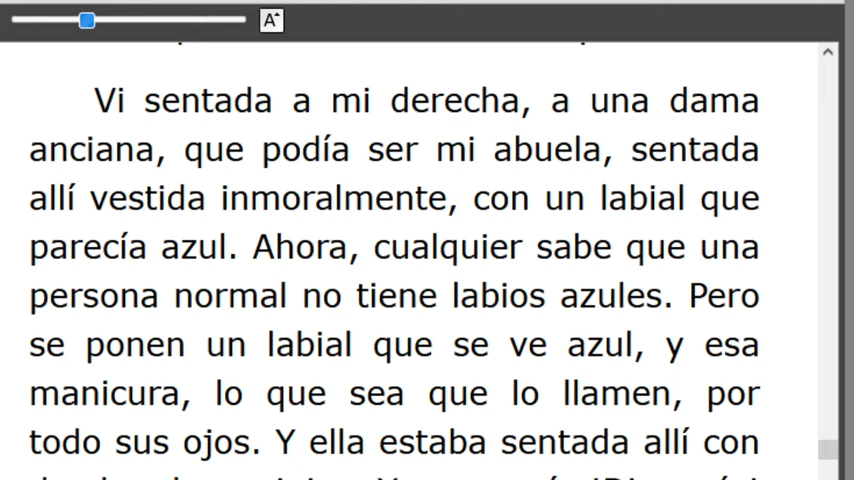 Vi sentada a mi derecha, a una dama
anciana, que podía ser mi abuela, sentada
allí vestida inmoralmente, con un labial que
parecía azul. Ahora, cualquier sabe que una
persona normal no tiene labios azules. Pero
se ponen un labial que se ve azul, y esa
manicura, lo que sea que lo llamen, por
todo sus ojos. Y ella estaba sentada allí con